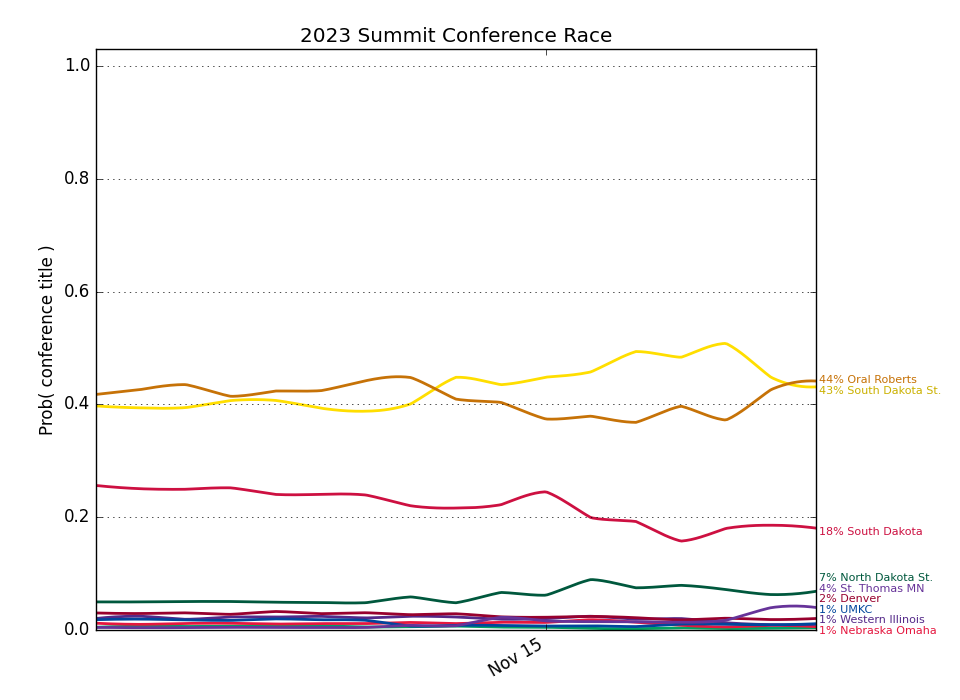 2023 Summit Conference Race
1.0
0.8
0.6
0.4
0.2
0.0
Prob( conference title )
Nov 15
44% Oral Roberts
43% South Dakota St.
18% South Dakota
7% North Dakota St.
4% St. Thomas MN
2% Denver
1% UMKC
1% Western Illinois
1% Nebraska Omaha